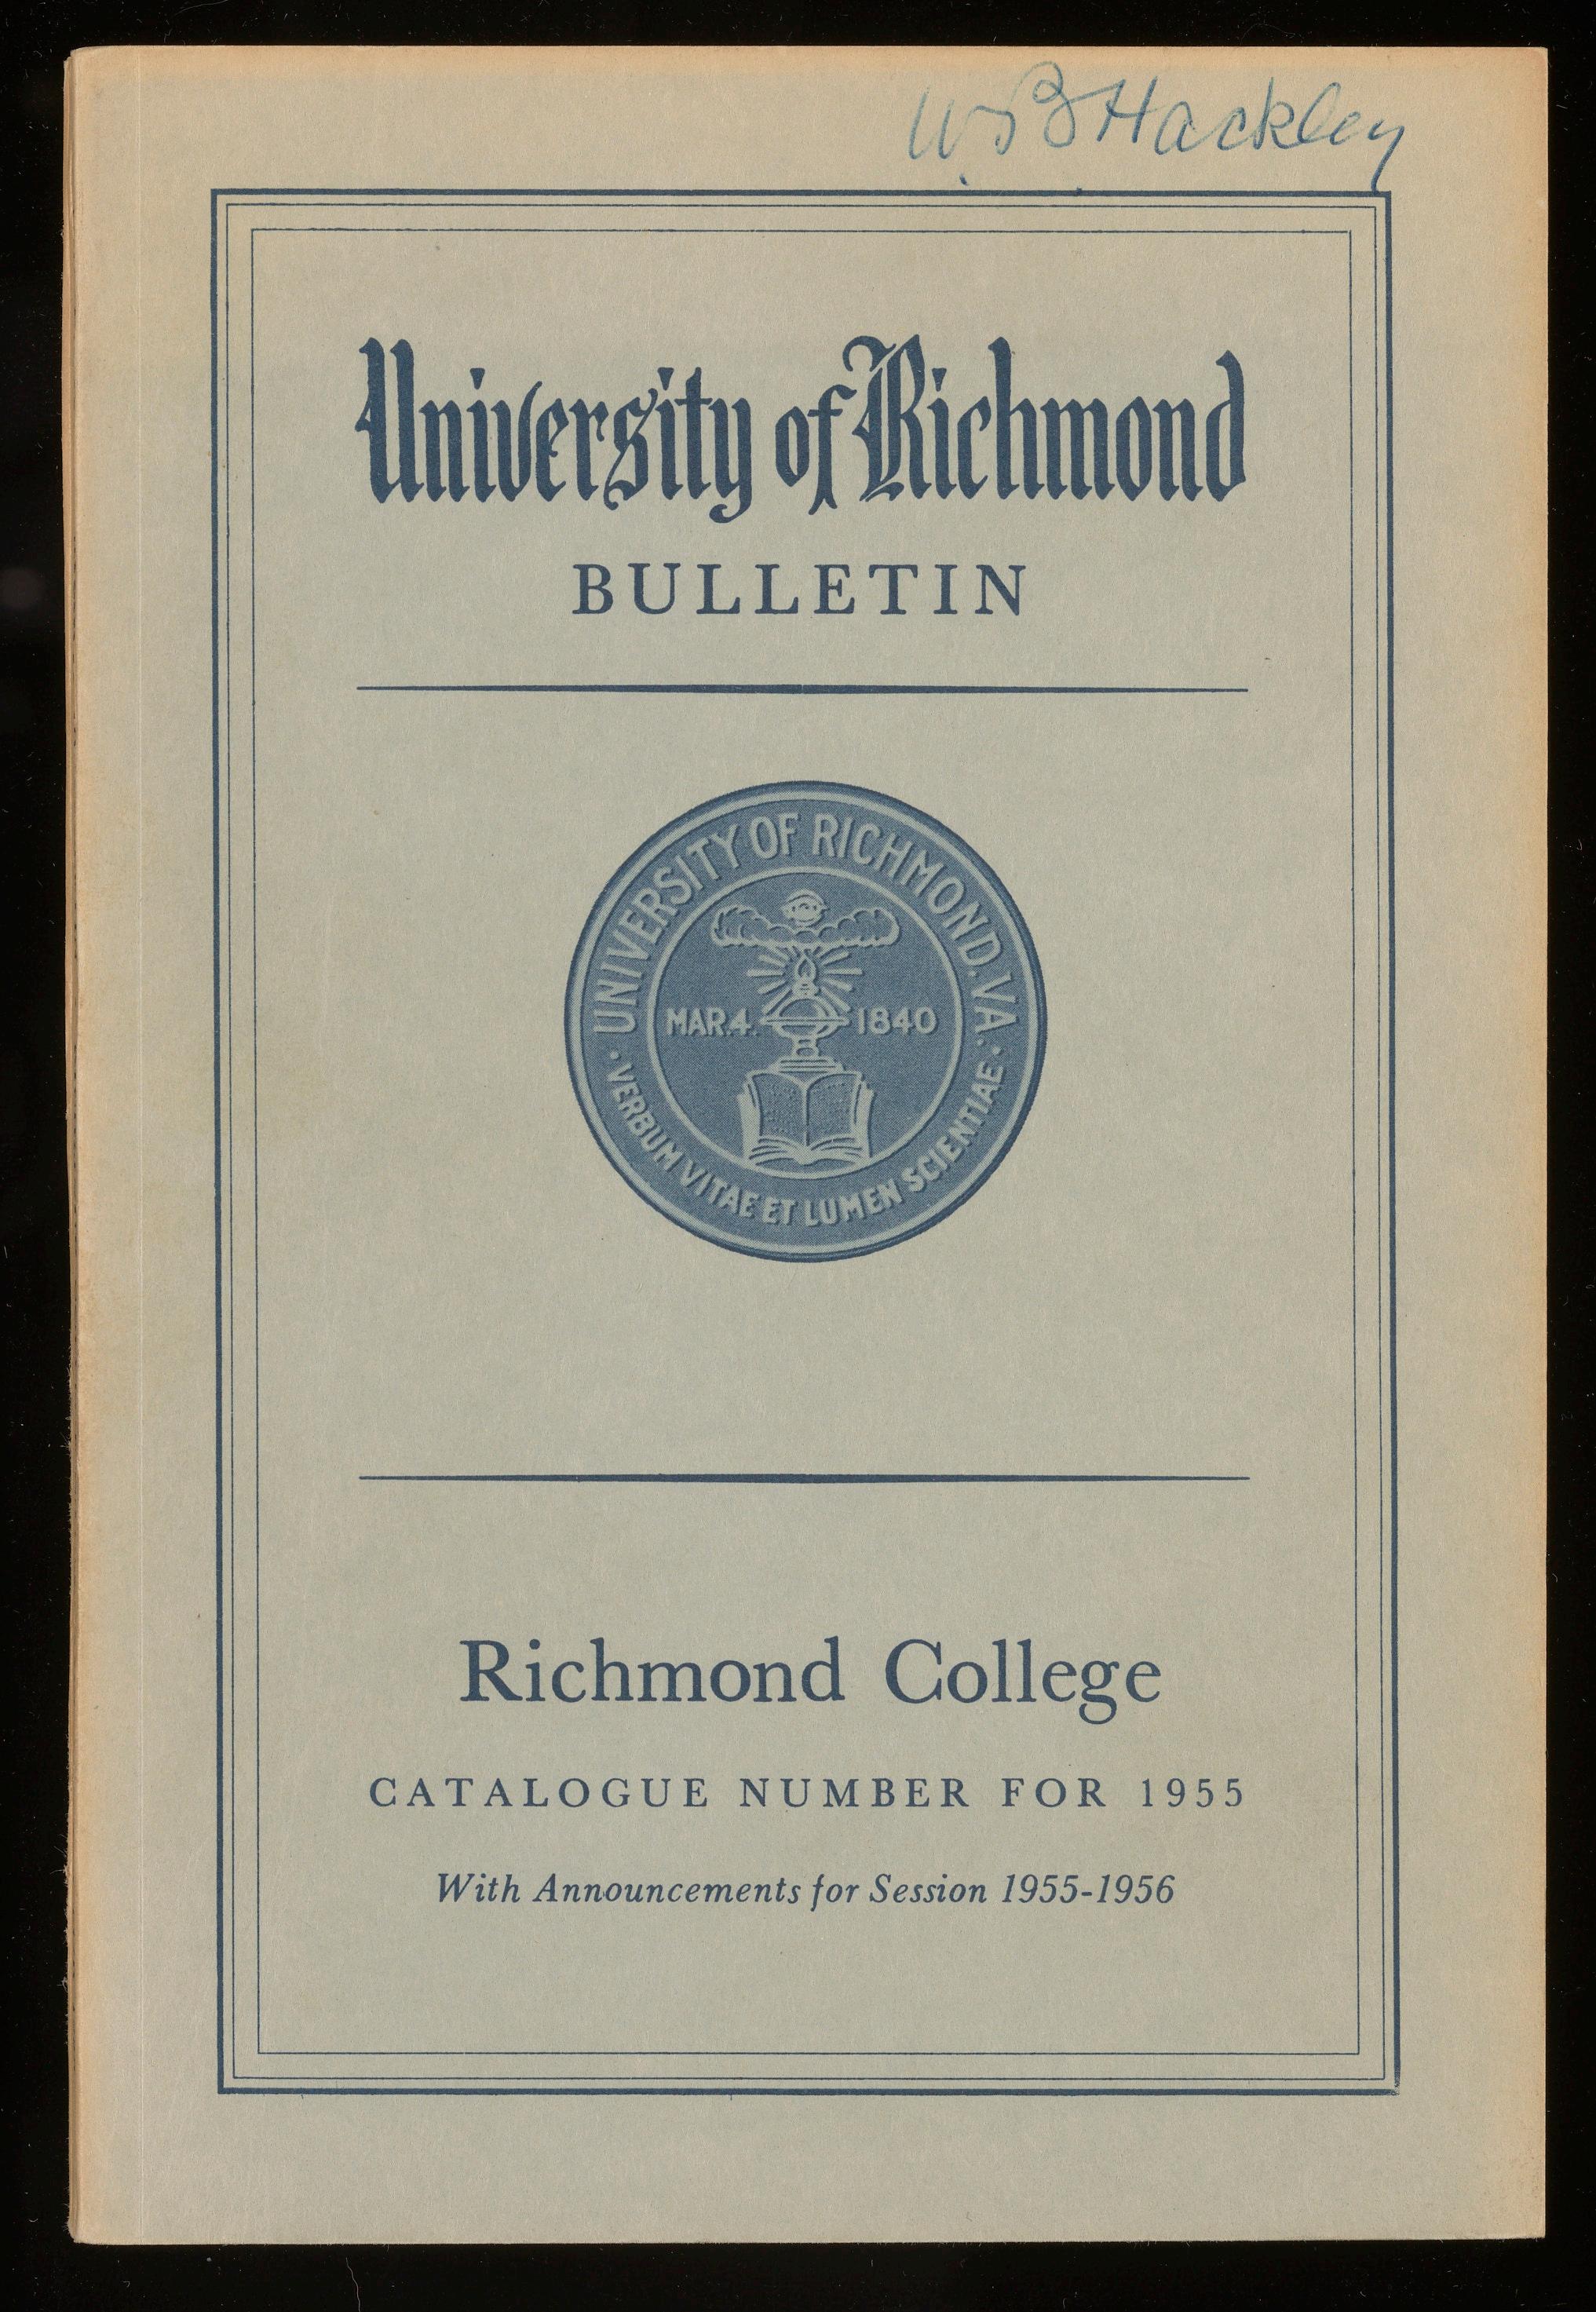 W B Hackley
University of Richmond
BULLETIN
UNIVERSITY OF RICHMOND. VA.
MAR. 4. 1840
· VERBUM VITAE ET LUMEN SCIENTIAE ·
Richmond College
CATALOGUE NUMBER FOR 1955
With Announcements for Session 1955-1956